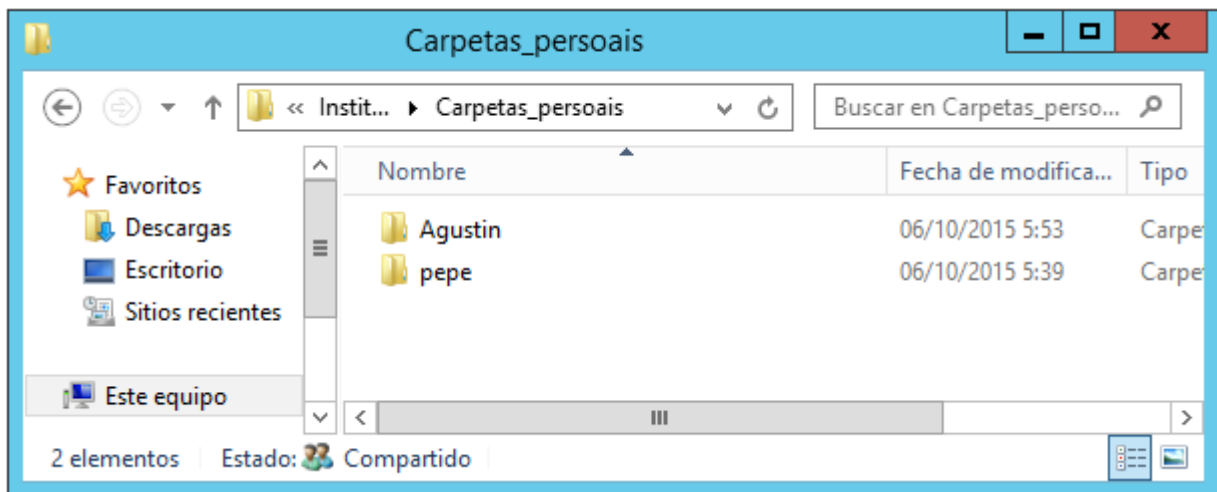 Carpetas_persoais
« Instit... Carpetas_persoais Buscar en Carpetas_perso...
Favoritos
Descargas
Escritorio
Sitios recientes
Este equipo
Nombre Fecha de modifica... Tipo
Agustin 06/10/2015 5:53 Carpe
pepe 06/10/2015 5:39 Carpe
2 elementos Estado: Compartido